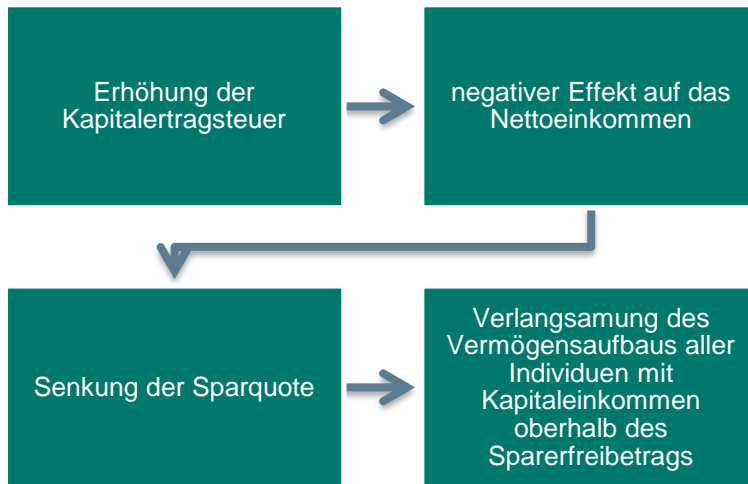 Erhöhung der
Kapitalertragsteuer
negativer Effekt auf das
Nettoeinkommen
Senkung der Sparquote
Verlangsamung des
Vermögensaufbaus aller
Individuen mit
Kapitaleinkommen
oberhalb des
Sparerfreibetrags